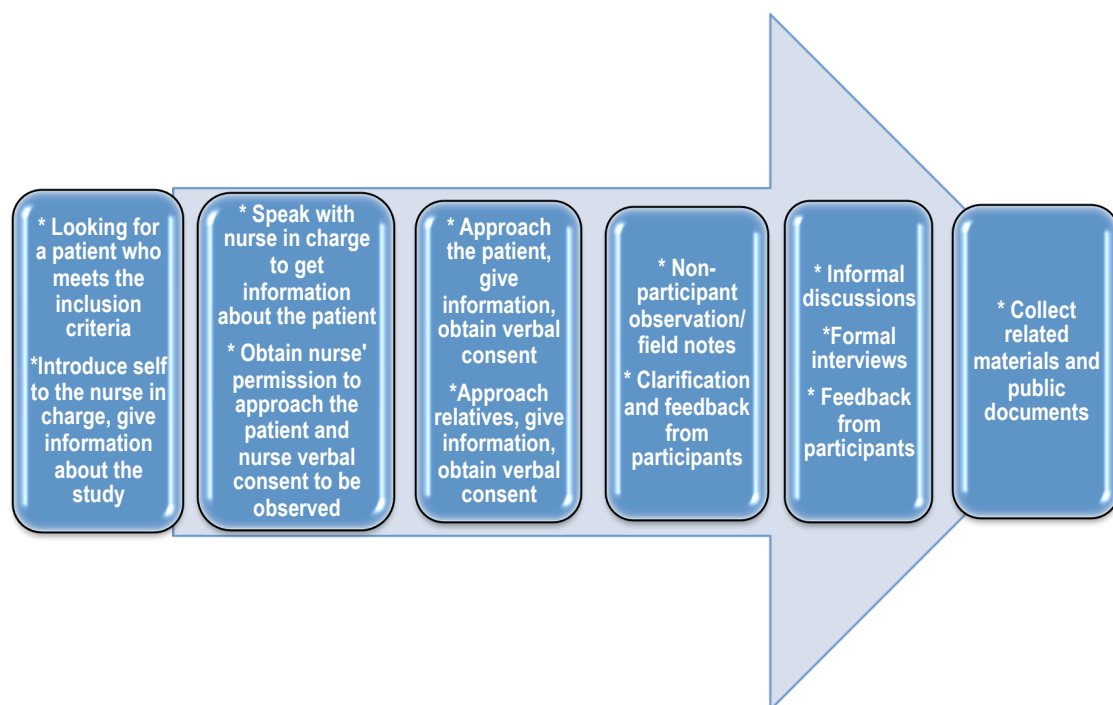 * Looking for
a patient who
meets the
inclusion
criteria
*Introduce self
to the nurse in
charge, give
information
about the
study
* Speak with
nurse in charge
to get
information
about the patient
* Obtain nurse'
permission to
approach the
patient and
nurse verbal
consent to be
observed
* Approach
the patient,
give
information,
obtain verbal
consent
*Approach
relatives, give
information,
obtain verbal
consent
* Non-
participant
observation/
field notes
* Clarification
and feedback
from
participants
* Informal
discussions
*Formal
interviews
* Feedback
from
participants
* Collect
related
materials and
public
documents